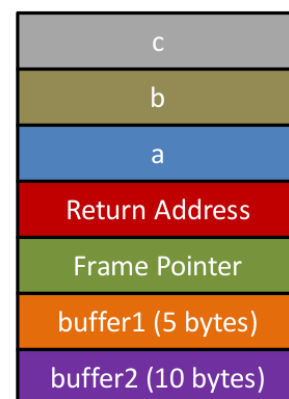 c
b
a
Return Address
Frame Pointer
buffer1 (5 bytes)
buffer2 (10 bytes)